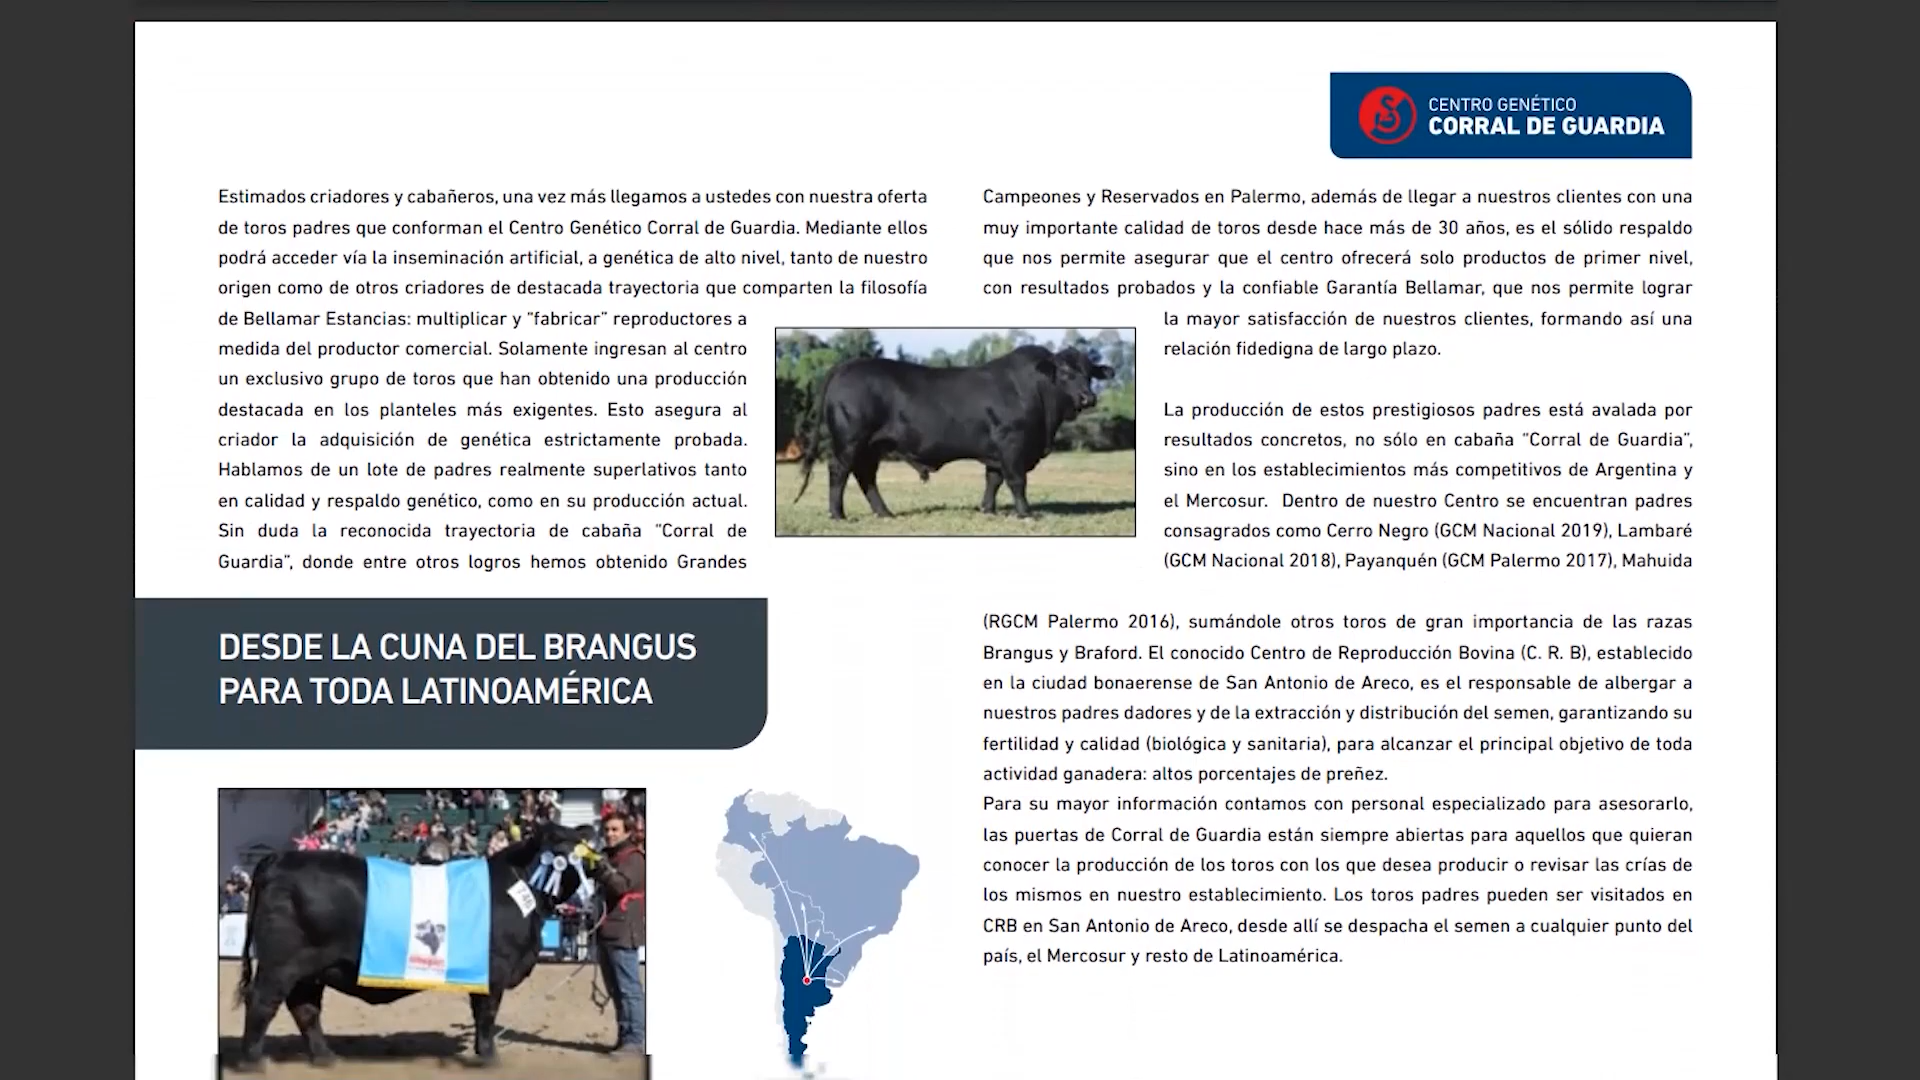 CENTRO GENÉTICO
CORRAL DE GUARDIA
Estimados criadores y cabañeros, una vez más llegamos a ustedes con nuestra oferta
de toros padres que conforman el Centro Genético Corral de Guardia. Mediante ellos
podrá acceder vía la inseminación artificial, a genética de alto nivel, tanto de nuestro
origen como de otros criadores de destacada trayectoria que comparten la filosofía
de Bellamar Estancias: multiplicar y “fabricar” reproductores a
medida del productor comercial. Solamente ingresan al centro
un exclusivo grupo de toros que han obtenido una producción
destacada en los planteles más exigentes. Esto asegura al
criador la adquisición de genética estrictamente probada.
Hablamos de un lote de padres realmente superlativos tanto
en calidad y respaldo genético, como en su producción actual.
Sin duda la reconocida trayectoria de cabaña “Corral de
Guardia”, donde entre otros logros hemos obtenido Grandes
Campeones y Reservados en Palermo, además de llegar a nuestros clientes con una
muy importante calidad de toros desde hace más de 30 años, es el sólido respaldo
que nos permite asegurar que el centro ofrecerá solo productos de primer nivel,
con resultados probados y la confiable Garantía Bellamar, que nos permite lograr
la mayor satisfacción de nuestros clientes, formando así una
relación fidedigna de largo plazo.
La producción de estos prestigiosos padres está avalada por
resultados concretos, no sólo en cabaña “Corral de Guardia”,
sino en los establecimientos más competitivos de Argentina y
el Mercosur. Dentro de nuestro Centro se encuentran padres
consagrados como Cerro Negro (GCM Nacional 2019), Lambaré
(GCM Nacional 2018), Payanquén (GCM Palermo 2017), Mahuida
(RGCM Palermo 2016), sumándole otros toros de gran importancia de las razas
Brangus y Braford. El conocido Centro de Reproducción Bovina (C. R. B), establecido
en la ciudad bonaerense de San Antonio de Areco, es el responsable de albergar a
nuestros padres dadores y de la extracción y distribución del semen, garantizando su
fertilidad y calidad (biológica y sanitaria), para alcanzar el principal objetivo de toda
actividad ganadera: altos porcentajes de preñez.
Para su mayor información contamos con personal especializado para asesorarlo,
las puertas de Corral de Guardia están siempre abiertas para aquellos que quieran
conocer la producción de los toros con los que desea producir o revisar las crías de
los mismos en nuestro establecimiento. Los toros padres pueden ser visitados en
CRB en San Antonio de Areco, desde allí se despacha el semen a cualquier punto del
país, el Mercosur y resto de Latinoamérica.
DESDE LA CUNA DEL BRANGUS
PARA TODA LATINOAMÉRICA